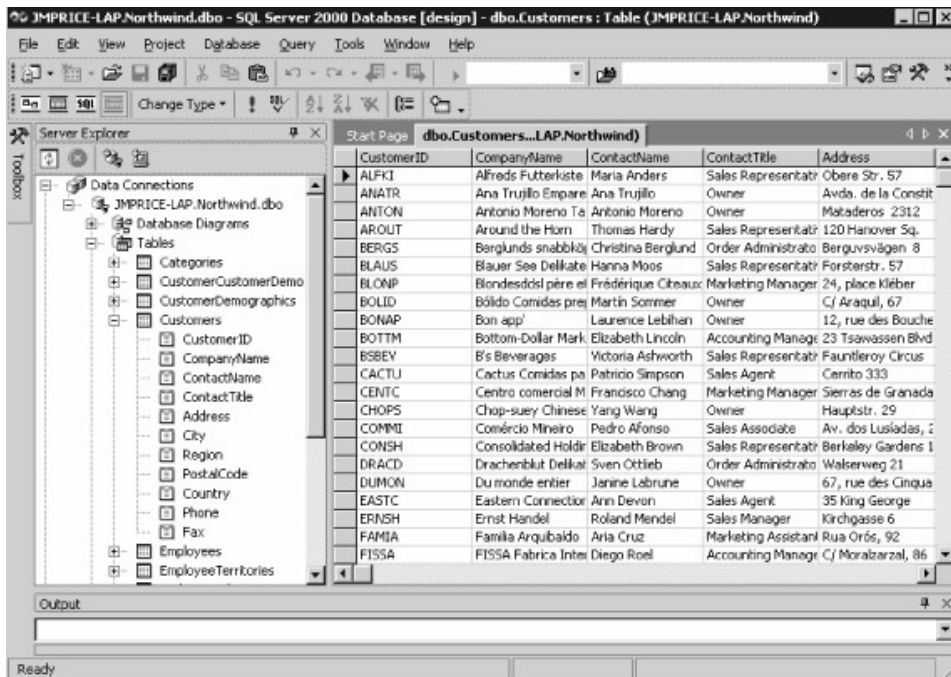 JMPRICE-LAP.Northwind.dbo - SQL Server 2000 Database [design] - dbo.Customers : Table (JMPRICE-LAP.Northwind)
File Edit View Project Database Query Tools Window Help
SQL Change Type
Server Explorer
Toolbox
Data Connections
JMPRICE-LAP.Northwind.dbo
Database Diagrams
Tables
Categories
CustomerCustomerDemo
CustomerDemographics
Customers
CustomerID
CompanyName
ContactName
ContactTitle
Address
City
Region
PostalCode
Country
Phone
Fax
Employees
EmployeeTerritories
Start Page dbo.Customers...LAP.Northwind)
CustomerID CompanyName ContactName ContactTitle Address
ALFKI Alfreds Futterkiste Maria Anders Sales Representati Obere Str. 57
ANATR Ana Trujillo Empare Ana Trujillo Owner Avda. de la Constit
ANTON Antonio Moreno Ta Antonio Moreno Owner Mataderos 2312
AROUT Around the Horn Thomas Hardy Sales Representati 120 Hanover Sq.
BERGS Berglunds snabbköj Christina Berglund Order Administrato Berguvsvägen 8
BLAUS Blauer See Delikate Hanna Moos Sales Representati Forsterstr. 57
BLONP Blondesddsl père el Frédérique Citeaux Marketing Manager 24, place Kléber
BOLID Bólido Comidas prep Martín Sommer Owner C/ Araquil, 67
BONAP Bon app' Laurence Lebihan Owner 12, rue des Bouche
BOTTM Bottom-Dollar Mark Elizabeth Lincoln Accounting Manage 23 Tsawassen Blvd
BSBEV B's Beverages Victoria Ashworth Sales Representati Fauntleroy Circus
CACTU Cactus Comidas pa Patricio Simpson Sales Agent Cerrito 333
CENTC Centro comercial M Francisco Chang Marketing Manager Sierras de Granada
CHOPS Chop-suey Chinese Yang Wang Owner Hauptstr. 29
COMMI Comércio Mineiro Pedro Afonso Sales Associate Av. dos Lusíadas, 2
CONSH Consolidated Holdir Elizabeth Brown Sales Representati Berkeley Gardens 1
DRACD Drachenblut Delikat Sven Ottlieb Order Administrato Walserweg 21
DUMON Du monde entier Janine Labrune Owner 67, rue des Cinqua
EASTC Eastern Connection Ann Devon Sales Agent 35 King George
ERNSH Ernst Handel Roland Mendel Sales Manager Kirchgasse 6
FAMIA Familia Arquibaldo Aria Cruz Marketing Assistant Rua Orós, 92
FISSA FISSA Fabrica Inter Diego Roel Accounting Manage C/ Moralzarzal, 86
Output
Ready